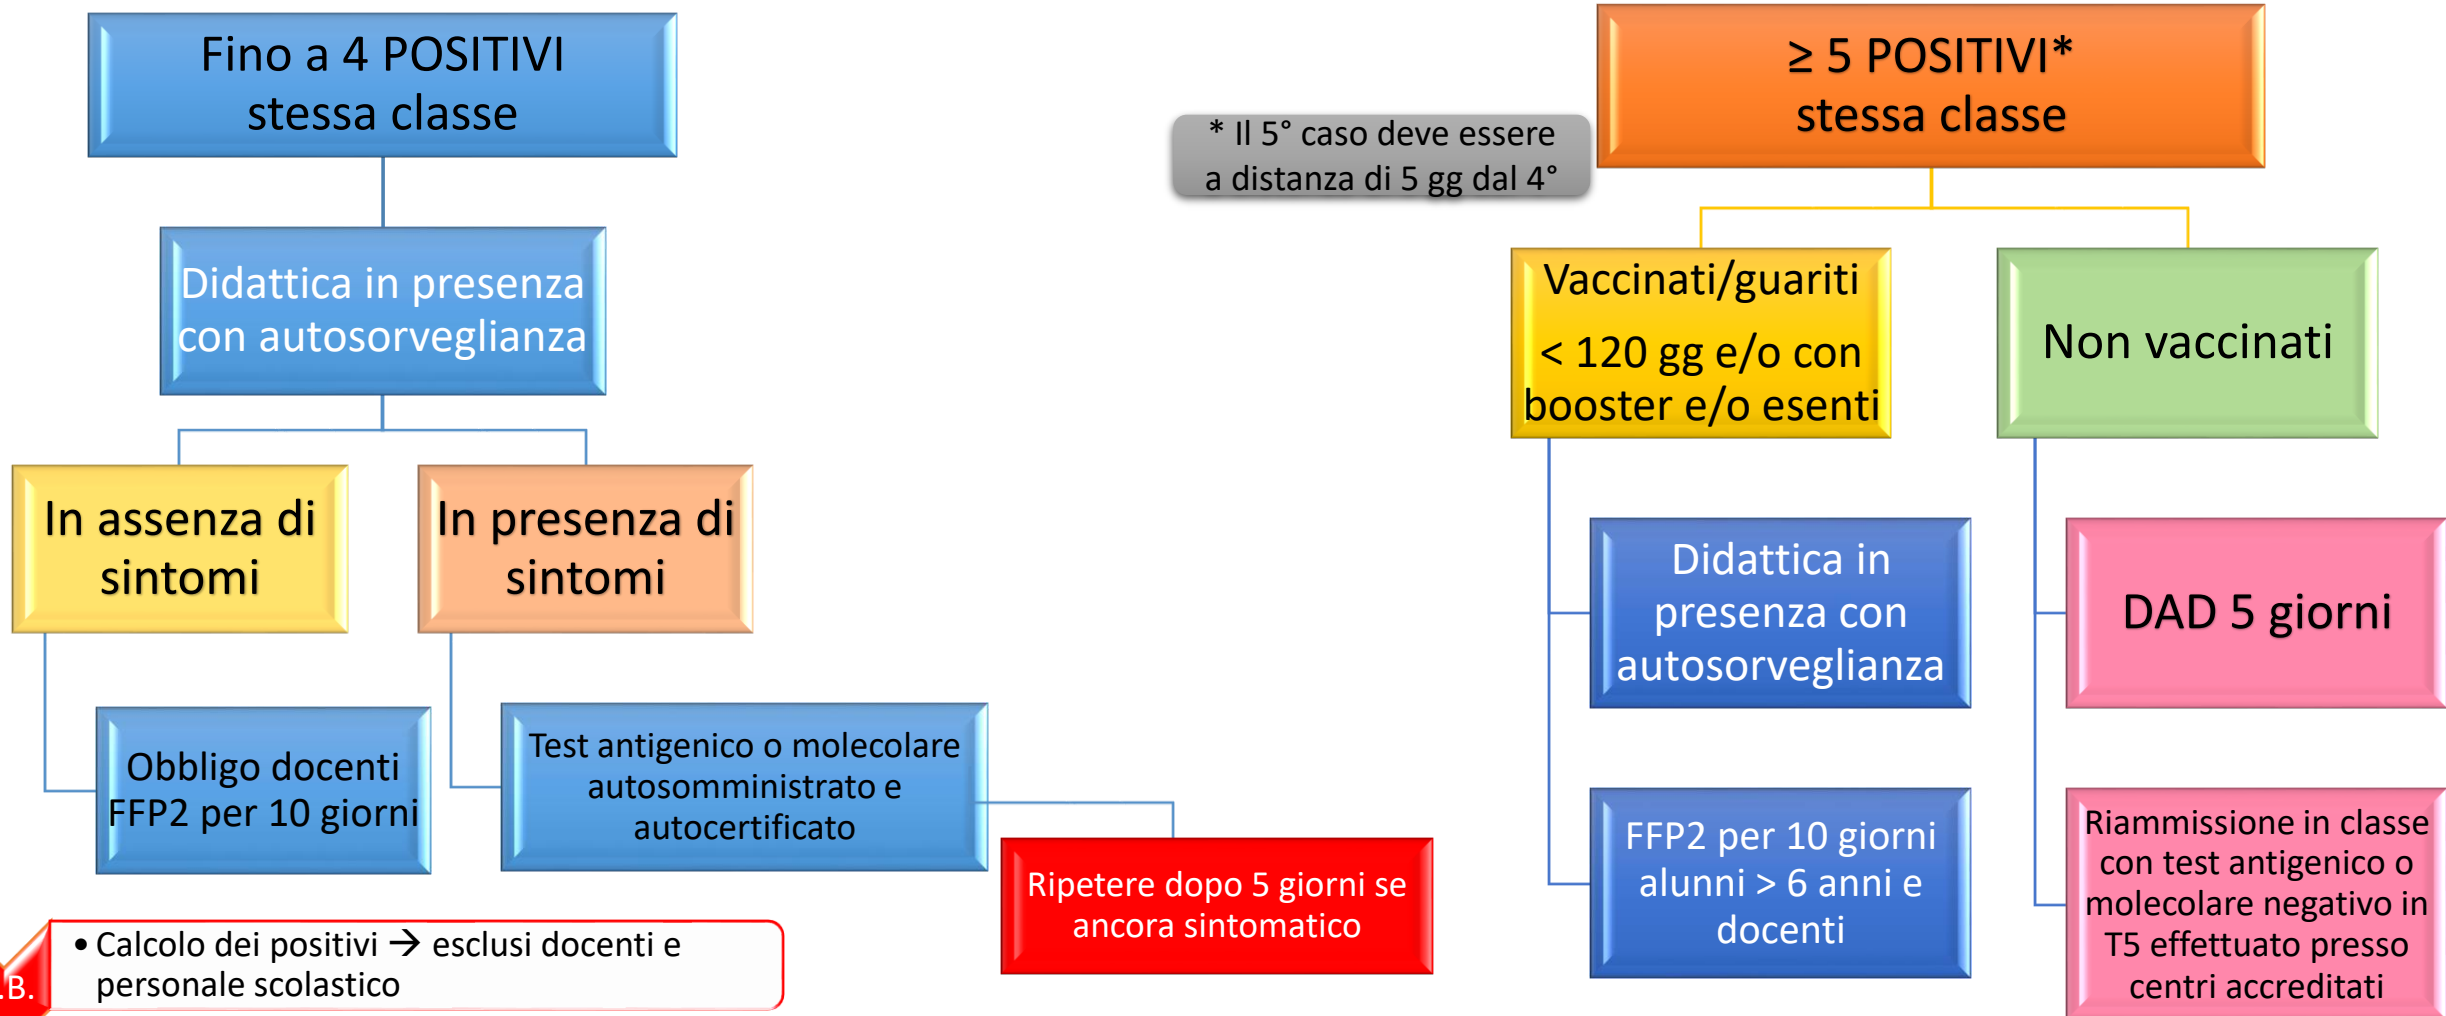 Fino a 4 POSITIVI
stessa classe
Didattica in presenza
con autosorveglianza
In assenza di
sintomi
In presenza di
sintomi
Obbligo docenti
FFP2 per 10 giorni
Test antigenico o molecolare
autosomministrato e
autocertificato
Ripetere dopo 5 giorni se
ancora sintomatico
.B.
• Calcolo dei positivi → esclusi docenti e
personale scolastico
≥ 5 POSITIVI*
stessa classe
* Il 5° caso deve essere
a distanza di 5 gg dal 4°
Vaccinati/guariti
< 120 gg e/o con
booster e/o esenti
Non vaccinati
Didattica in
presenza con
autosorveglianza
DAD 5 giorni
FFP2 per 10 giorni
alunni > 6 anni e
docenti
Riammissione in classe
con test antigenico o
molecolare negativo in
T5 effettuato presso
centri accreditati